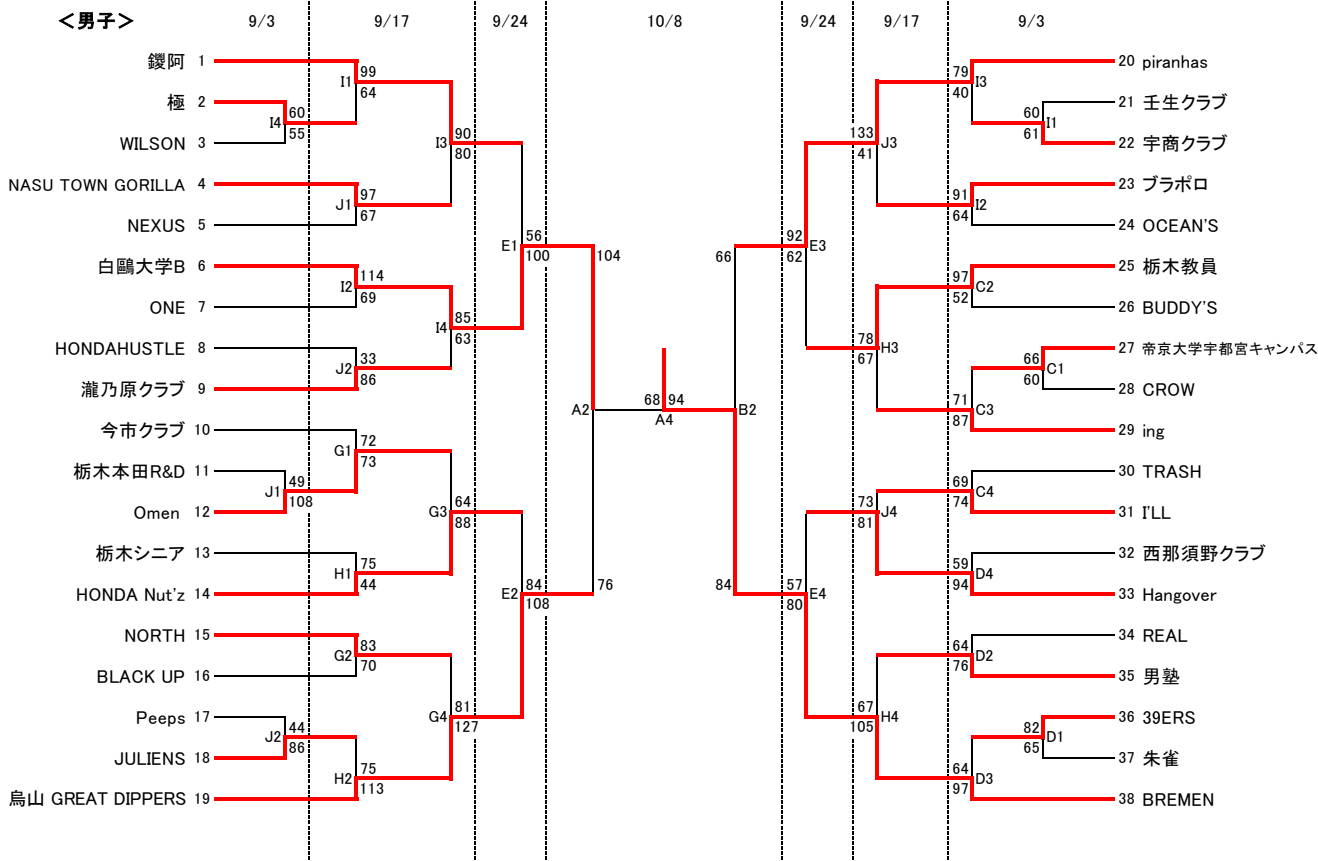 ＜男子＞ 9/3 9/17 9/24 10/8 9/24 9/17 9/3
鑁阿 1
極 2
WILSON 3
NASU TOWN GORILLA 4
NEXUS 5
白鷗大学B 6
ONE 7
HONDAHUSTLE 8
瀧乃原クラブ 9
今市クラブ 10
栃木本田R&D 11
Omen 12
栃木シニア 13
HONDA Nut'z 14
NORTH 15
BLACK UP 16
Peeps 17
JULIENS 18
烏山 GREAT DIPPERS 19
I4 60 55
J1 49 108
J2 44 86
I1 99 64
J1 97 67
I2 114 69
J2 33 86
G1 72 73
H1 75 44
G2 83 70
H2 75 113
I3 90 80
I4 85 63
G3 64 88
G4 81 127
E1 56 100
E2 84 108
104 A2 76
68 94 A4
66 B2 84
92 E3 62
57 E4 80
133 J3 41
78 H3 67
73 J4 81
67 H4 105
79 I3 40
91 I2 64
97 C2 52
71 C3 87
69 C4 74
59 D4 94
64 D2 76
64 D3 97
60 I1 61
66 C1 60
82 D1 65
20 piranhas
21 壬生クラブ
22 宇商クラブ
23 ブラポロ
24 OCEAN'S
25 栃木教員
26 BUDDY'S
27 帝京大学宇都宮キャンパス
28 CROW
29 ing
30 TRASH
31 I'LL
32 西那須野クラブ
33 Hangover
34 REAL
35 男塾
36 39ERS
37 朱雀
38 BREMEN